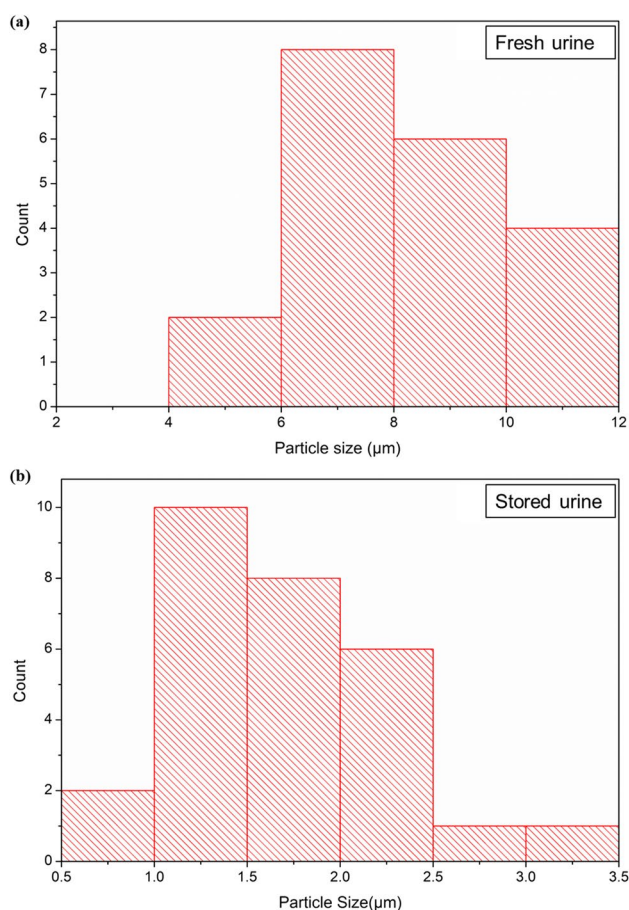 (a)
Fresh urine
8
7
6
5
4
3
2
1
0
Count
2 4 6 8 10 12
Particle size (μm)
(b)
Stored urine
10
8
6
4
2
0
Count
0.5 1.0 1.5 2.0 2.5 3.0 3.5
Particle Size(μm)